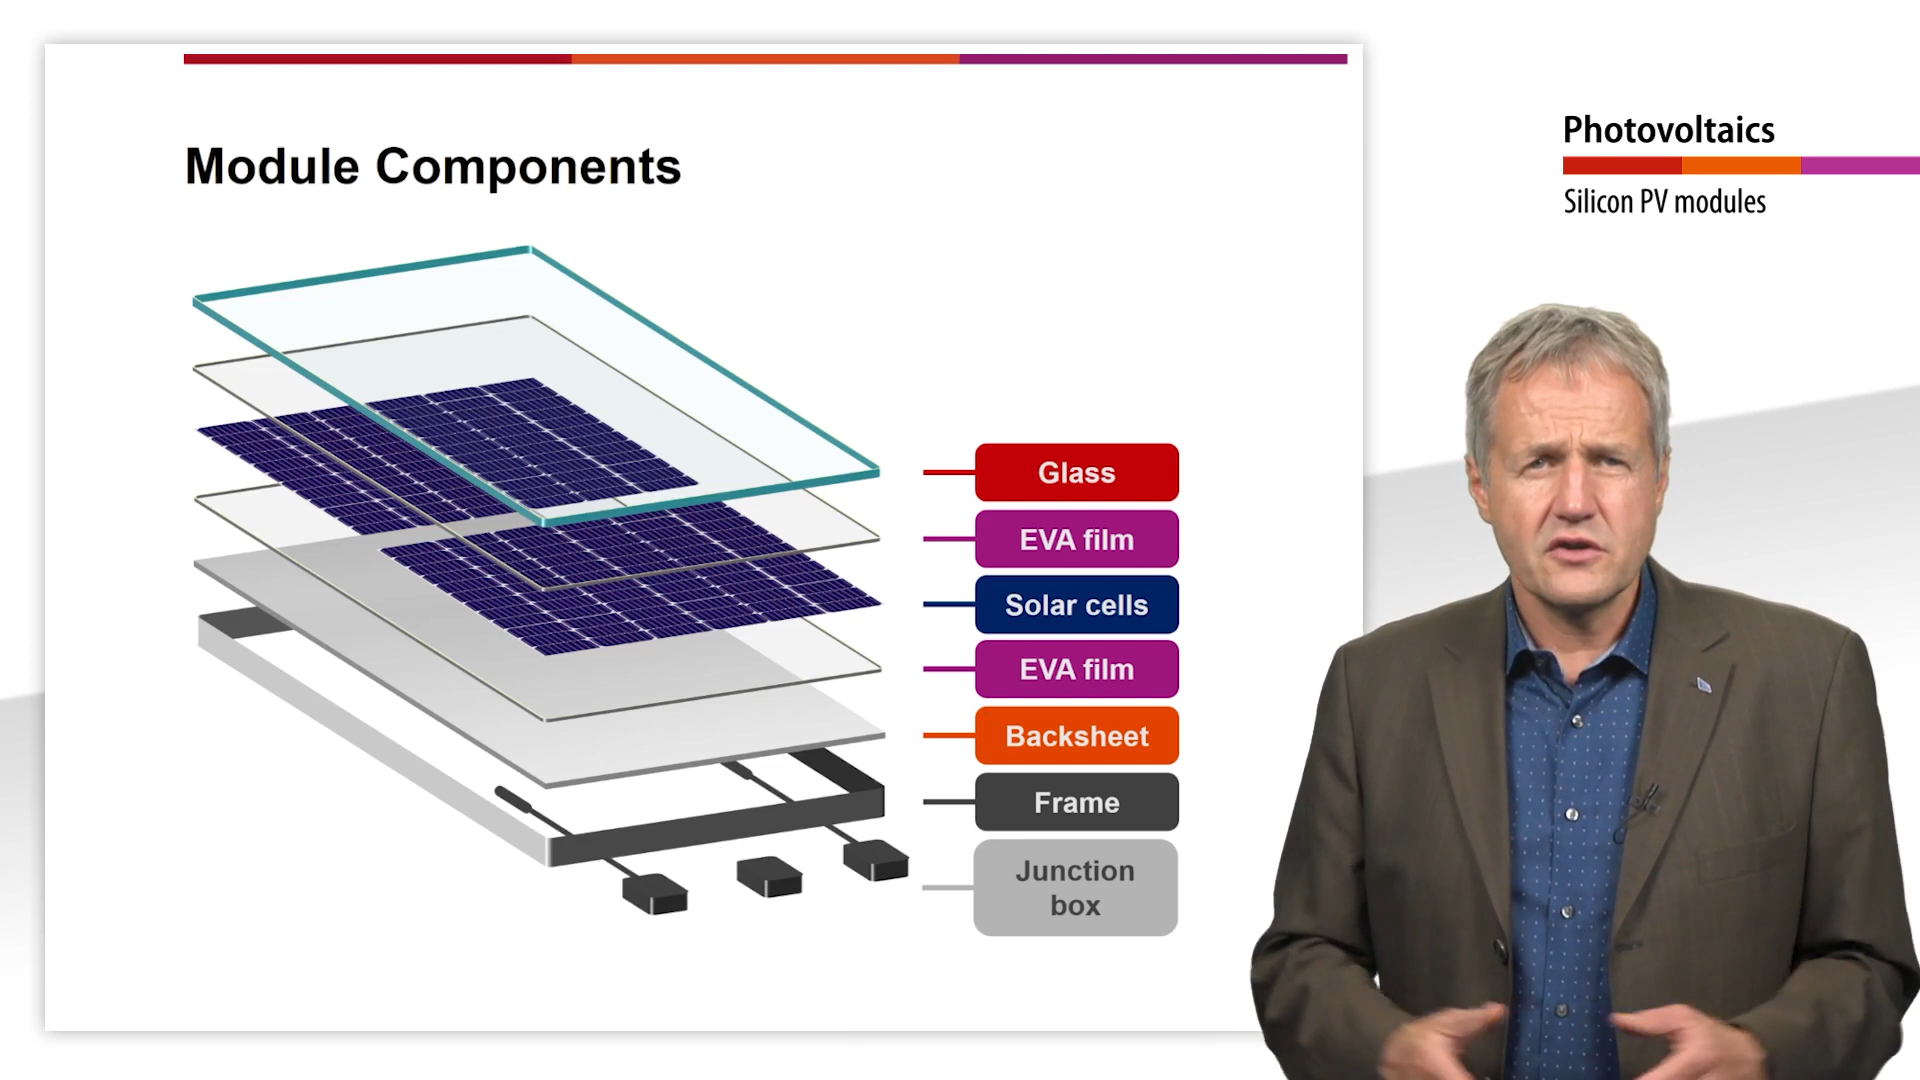 Module Components
Glass
EVA film
Solar cells
EVA film
Backsheet
Frame
Junction
box
Photovoltaics
Silicon PV modules